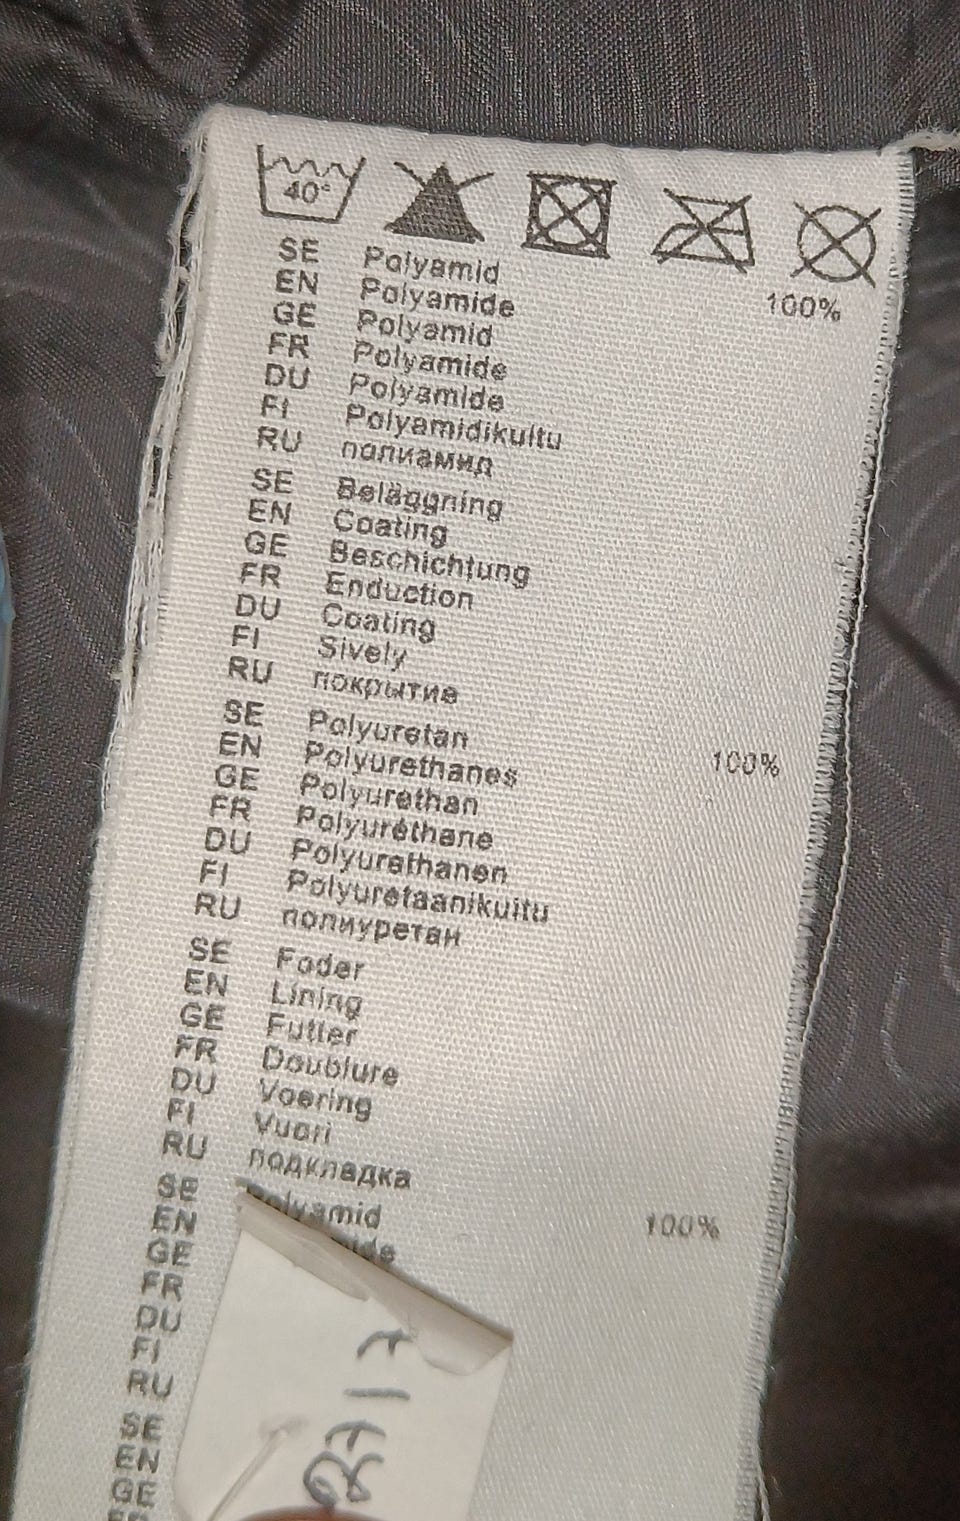 40°
SE Polyamid 100%
EN Polyamide
GE Polyamid
FR Polyamide
DU Polyamide
FI Polyamidikuitu
RU полиамид
SE Beläggning
EN Coating
GE Beschichtung
FR Enduction
DU Coating
FI Sively
RU покрытие
SE Polyuretan 100%
EN Polyurethanes
GE Polyurethan
FR Polyuréthane
DU Polyurethanen
FI Polyuretaanikuitu
RU полиуретан
SE Foder
EN Lining
GE Futter
FR Doublure
DU Voering
FI Vuori
RU подкладка
SE Polyamid 100%
EN
GE
FR
DU
FI
RU
SE
EN
GE